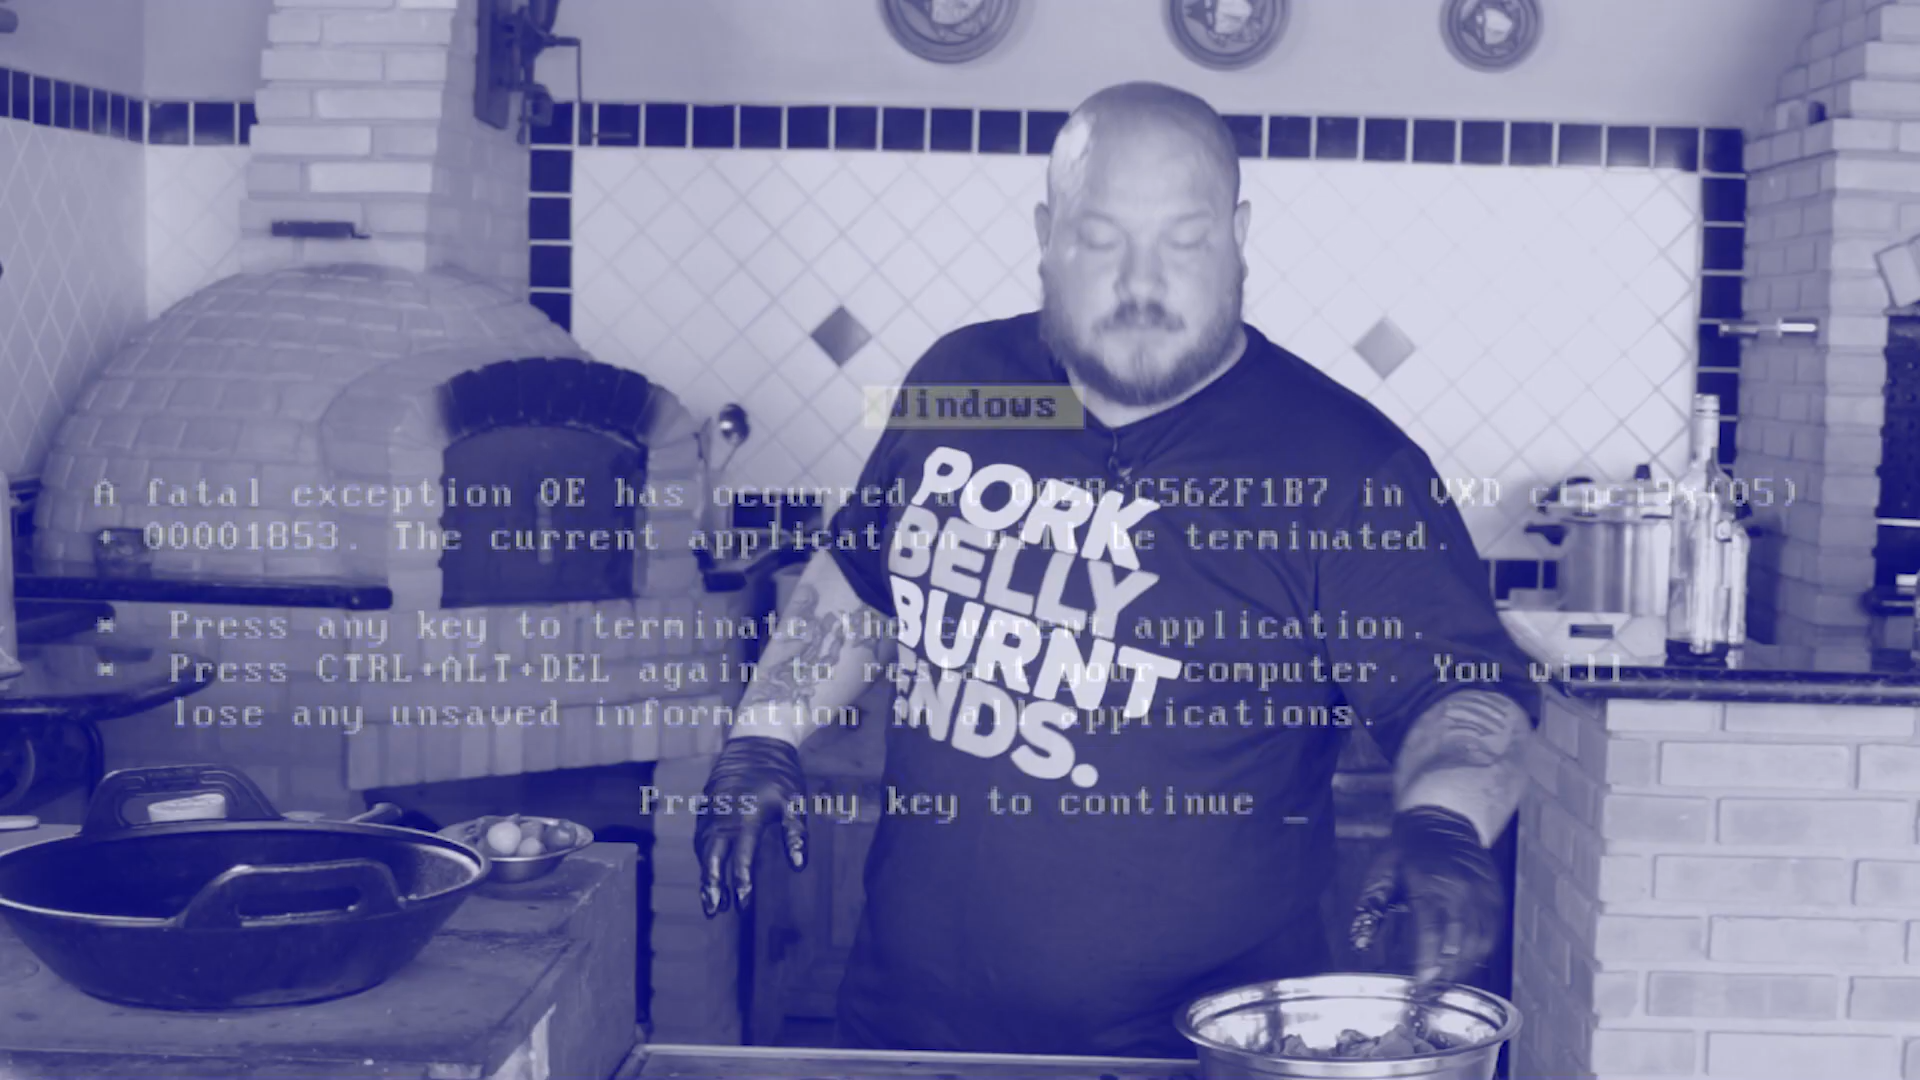 Windows
A fatal exception 0E has occurred at 0028:C562F1B7 in VXD ctpci9x(05)
+ 00001853. The current application will be terminated.
* Press any key to terminate the current application.
* Press CTRL+ALT+DEL again to restart your computer. You will
lose any unsaved information in all applications.
Press any key to continue _
PORK
BELLY
BURNT
ENDS.